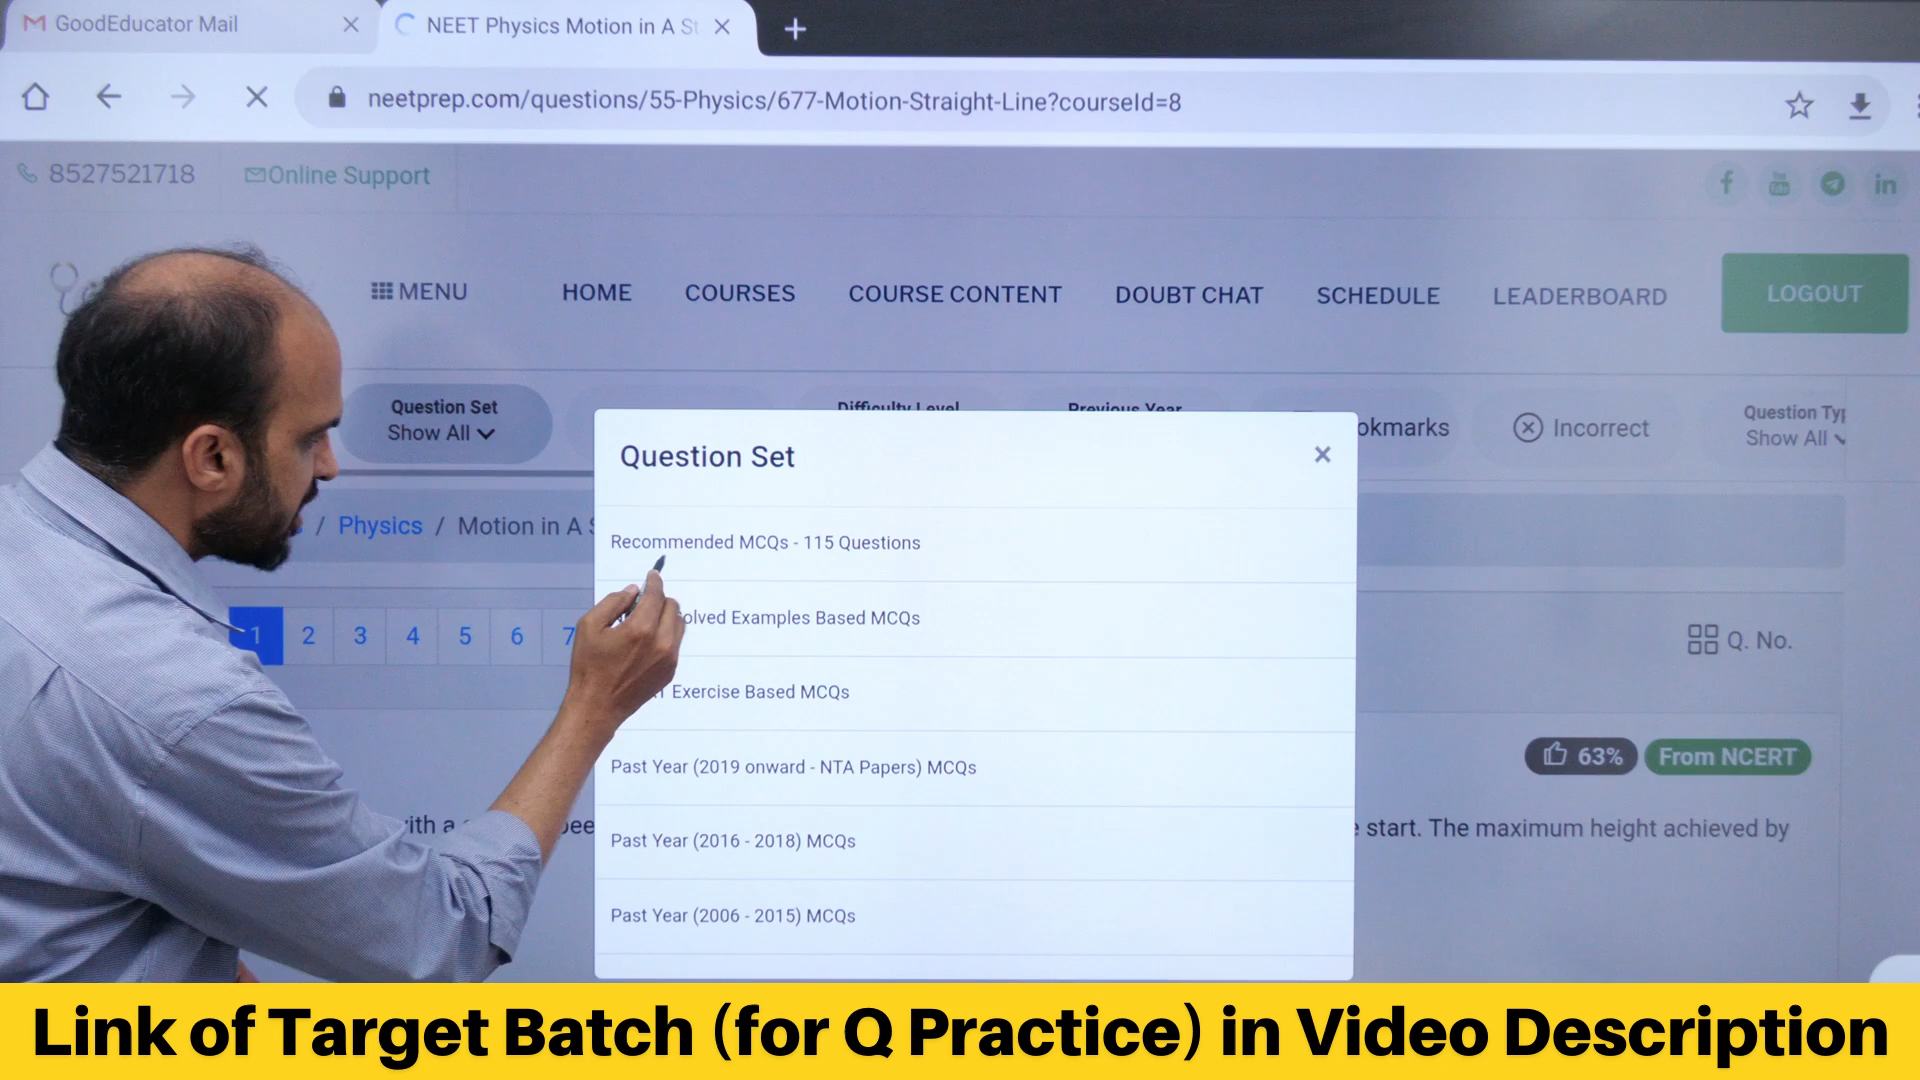 GoodEducator Mail
NEET Physics Motion in A St
neetprep.com/questions/55-Physics/677-Motion-Straight-Line?courseId=8
8527521718
Online Support
MENU
HOME
COURSES
COURSE CONTENT
DOUBT CHAT
SCHEDULE
LEADERBOARD
LOGOUT
Question Set
Show All
Difficulty Level
Previous Year
okmarks
Incorrect
Question Typ
Show All
/ Physics / Motion in A S
1 2 3 4 5 6 7
Q. No.
Question Set
Recommended MCQs - 115 Questions
olved Examples Based MCQs
Exercise Based MCQs
Past Year (2019 onward - NTA Papers) MCQs
Past Year (2016 - 2018) MCQs
Past Year (2006 - 2015) MCQs
63%
From NCERT
ith a
start. The maximum height achieved by
Link of Target Batch (for Q Practice) in Video Description